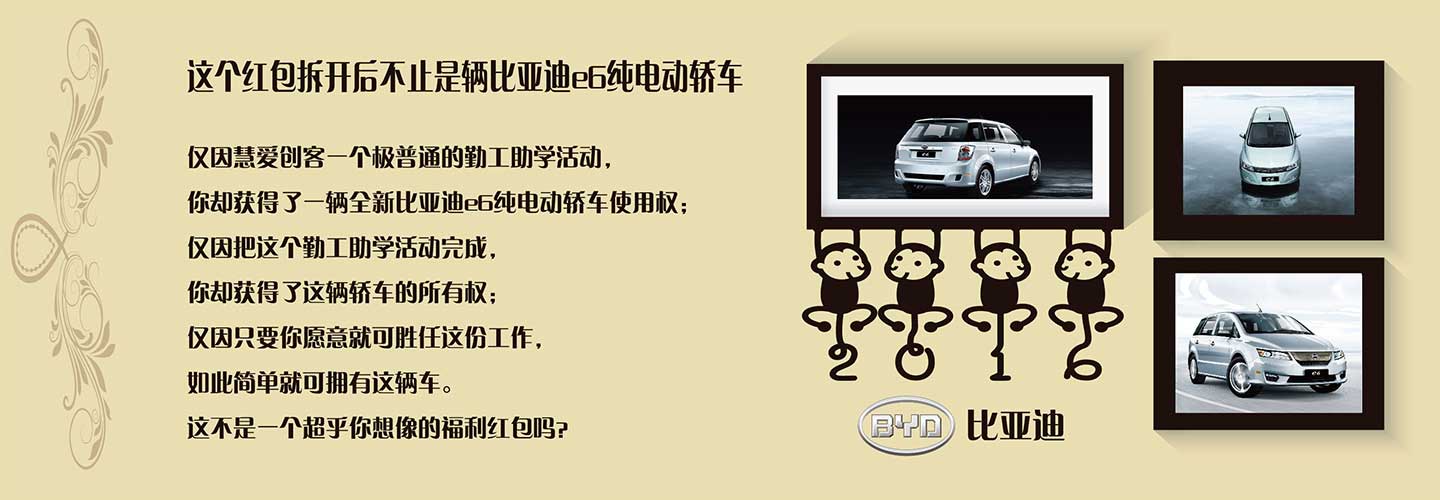 这个红包拆开后不止是辆比亚迪e6纯电动轿车
仅因慧爱创客一个极普通的勤工助学活动，
你却获得了一辆全新比亚迪e6纯电动轿车使用权；
仅因把这个勤工助学活动完成，
你却获得了这辆轿车的所有权；
仅因只要你愿意就可胜任这份工作，
如此简单就可拥有这辆车。
这不是一个超乎你想像的福利红包吗？
e6
e6
2016
BYD 比亚迪